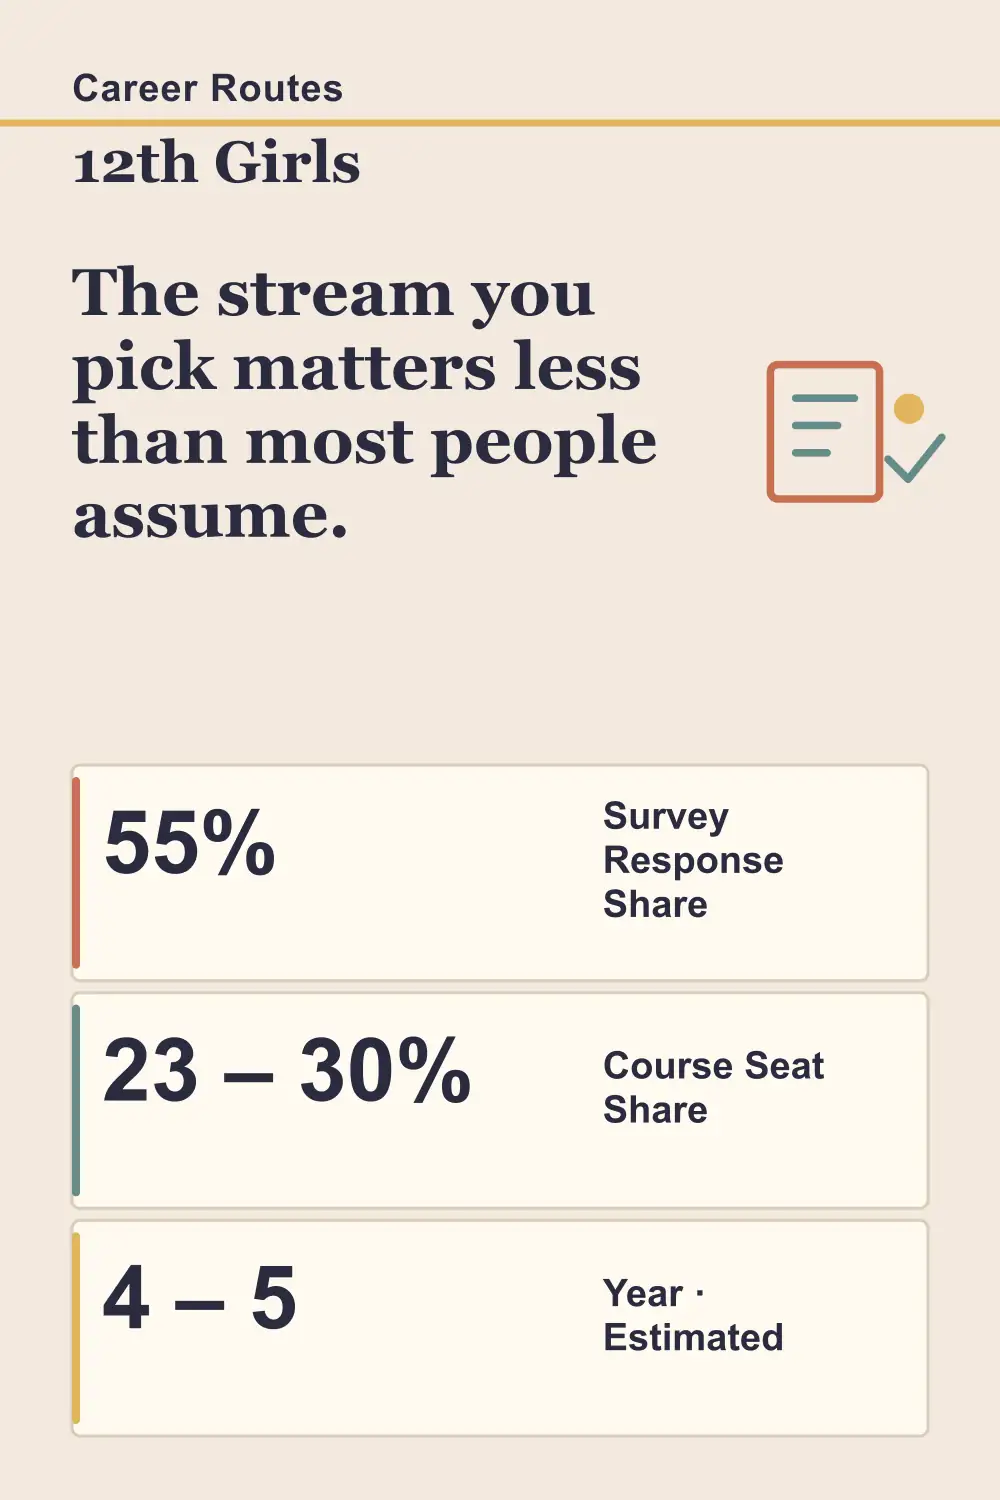 Career Routes
12th Girls
The stream you
pick matters less
than most people
assume.
55%
Survey
Response
Share
23 – 30%
Course Seat
Share
4 – 5
Year ·
Estimated